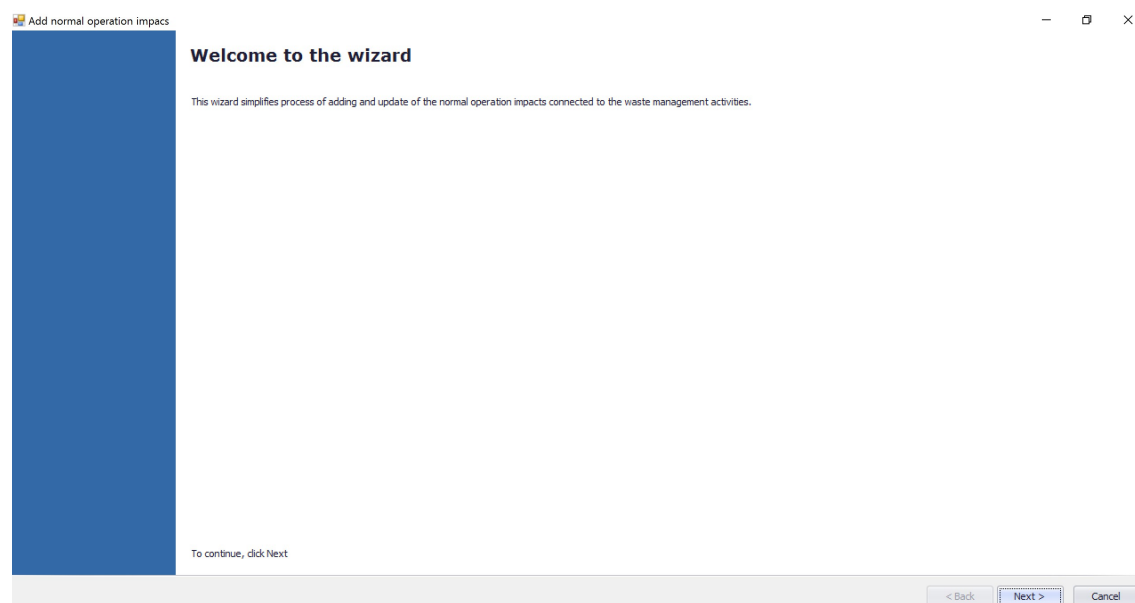 Add normal operation impacs
Welcome to the wizard
This wizard simplifies process of adding and update of the normal operation impacts connected to the waste management activities.
To continue, click Next
< Back Next > Cancel